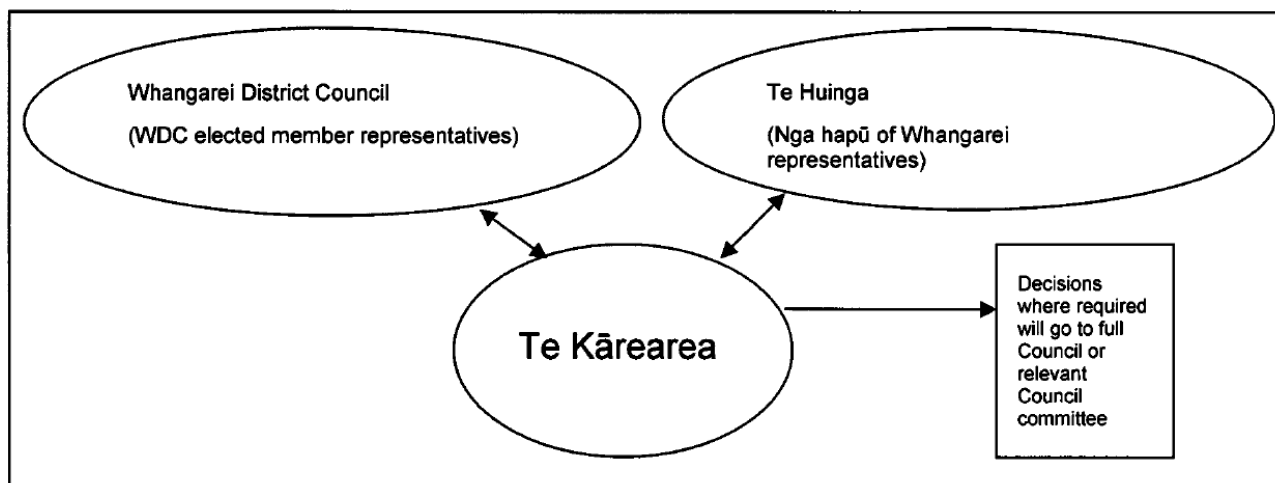 Whangarei District Council
(WDC elected member representatives)
Te Huinga
(Nga hapū of Whangarei
representatives)
Te Kārearea
Decisions
where required
will go to full
Council or
relevant
Council
committee